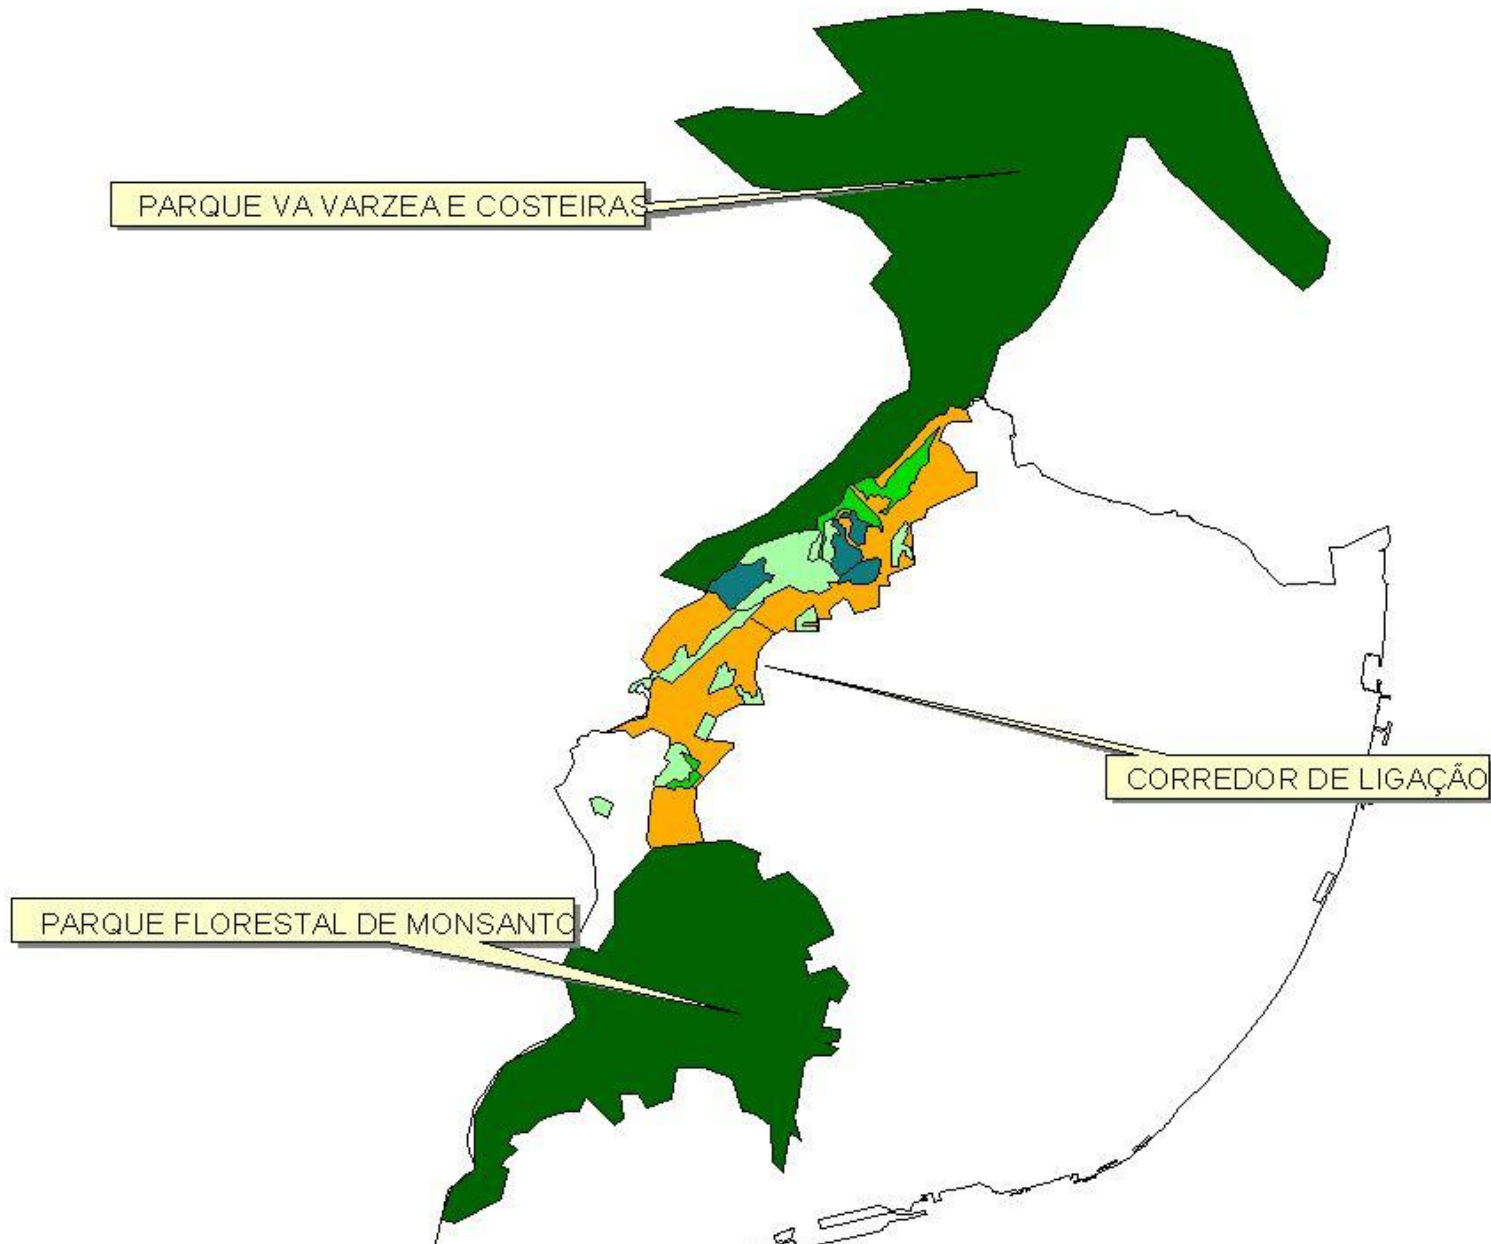 PARQUE VA VARZEA E COSTEIRAS
CORREDOR DE LIGAÇÃO
PARQUE FLORESTAL DE MONSANTO